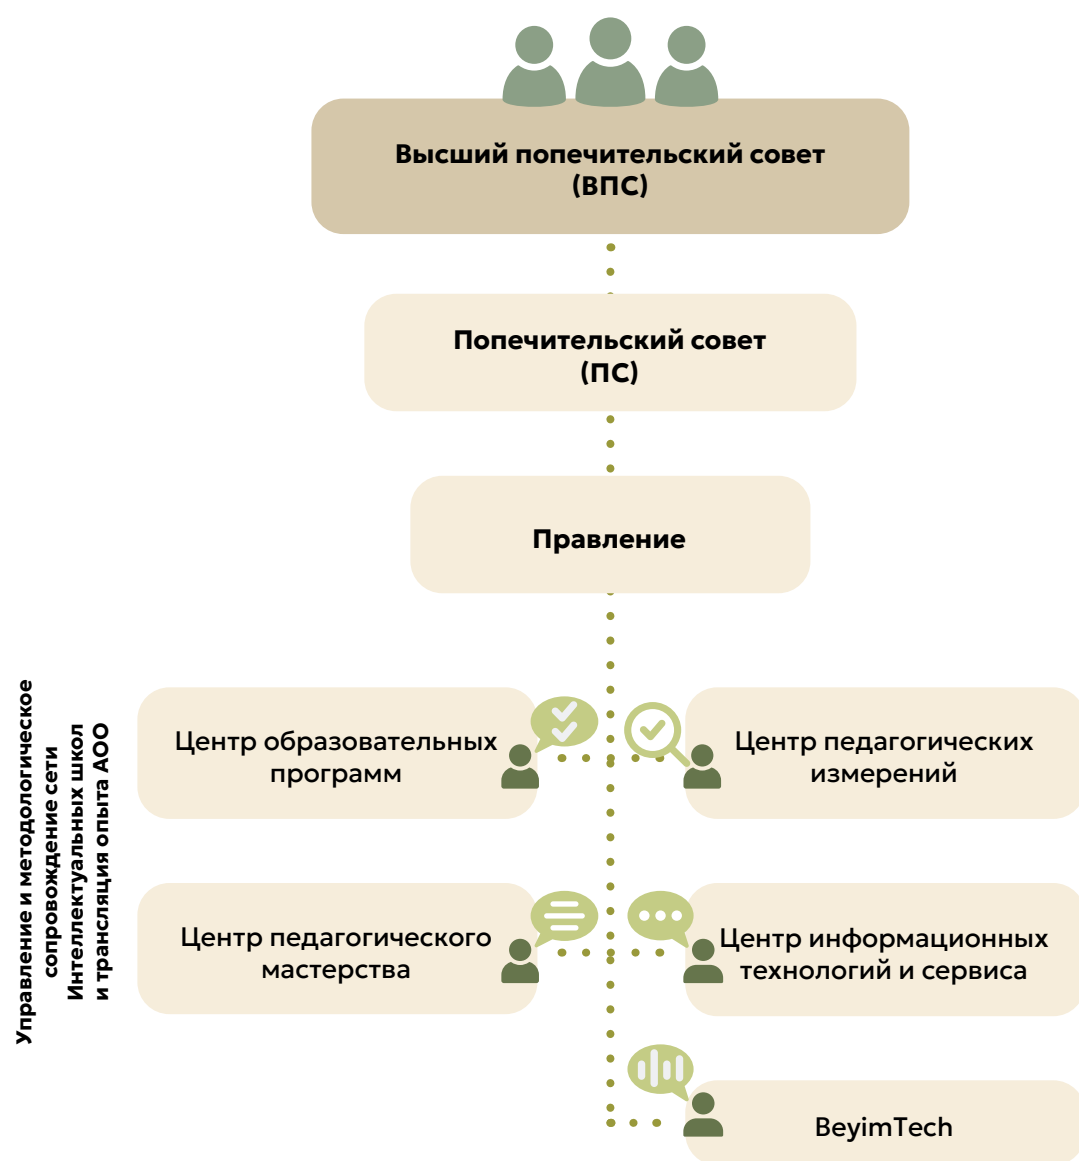 Высший попечительский совет
(ВПС)
Попечительский совет
(ПС)
Правление
Управление и методологическое
сопровождение сети
Интеллектуальных школ
и трансляция опыта АОО
Центр образовательных
программ
Центр педагогических
измерений
Центр педагогического
мастерства
Центр информационных
технологий и сервиса
BeyimTech